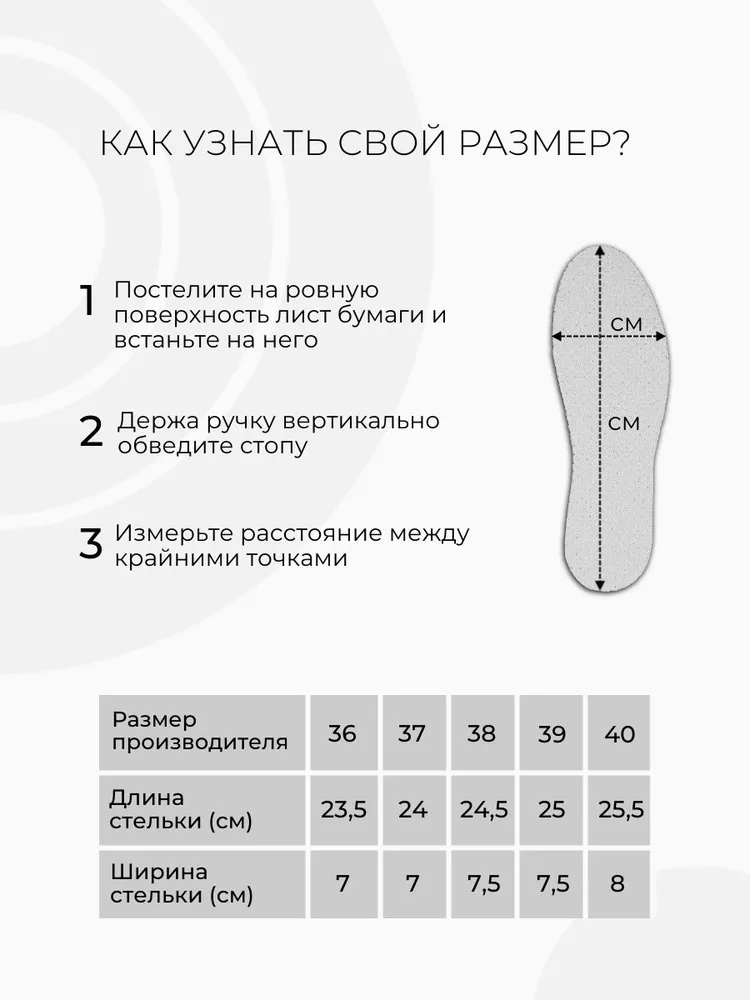 КАК УЗНАТЬ СВОЙ РАЗМЕР?
1 Постелите на ровную
поверхность лист бумаги и
встаньте на него
2 Держа ручку вертикально
обведите стопу
3 Измерьте расстояние между
крайними точками
см
см
Размер
производителя
36 37 38 39 40
Длина
стельки (см)
23,5 24 24,5 25 25,5
Ширина
стельки (см)
7 7 7,5 7,5 8